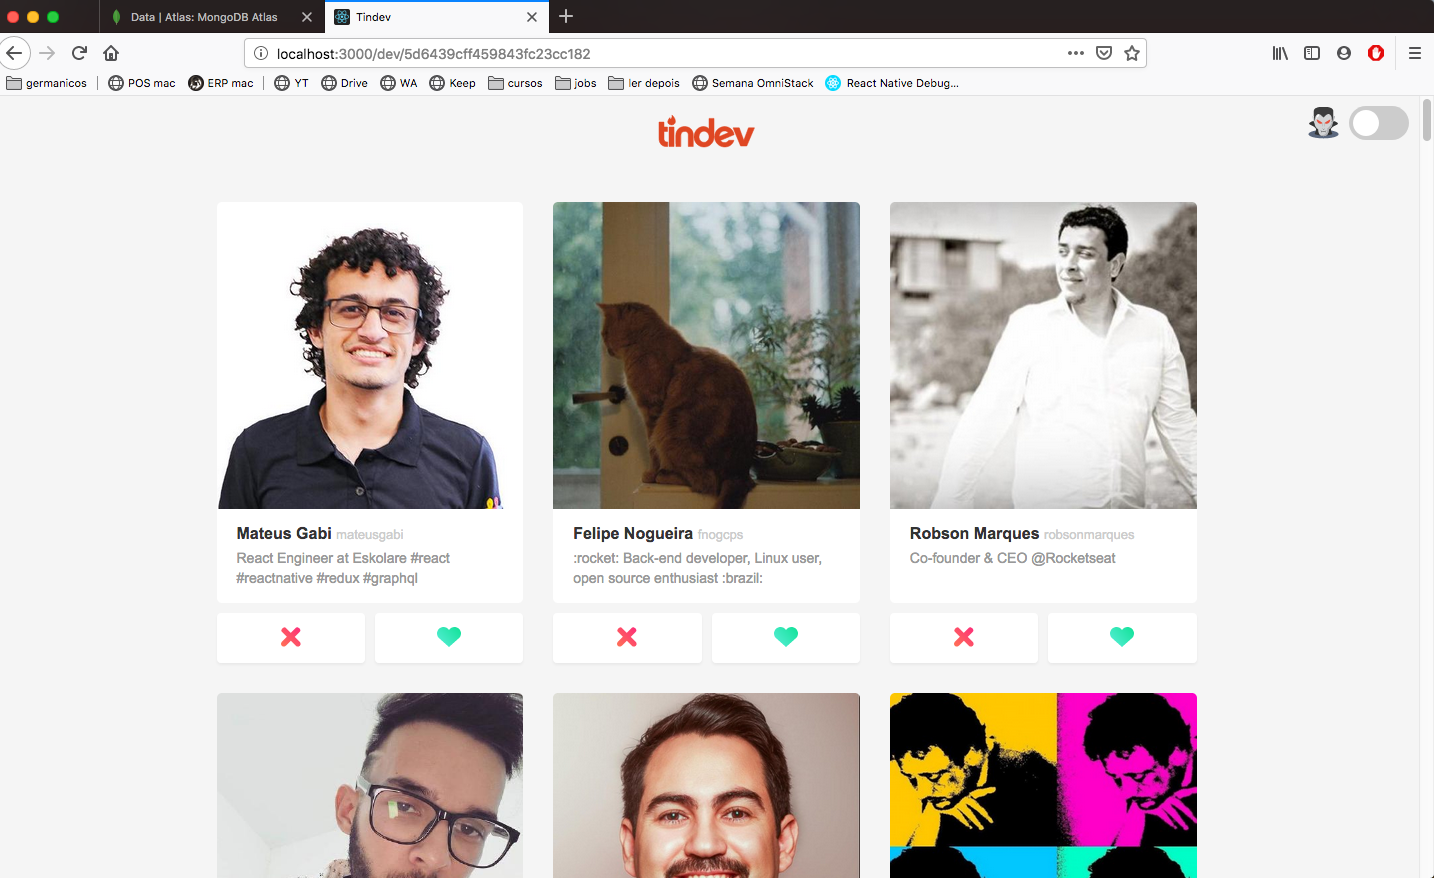 Data | Atlas: MongoDB Atlas
Tindev
localhost:3000/dev/5d6439cff459843fc23cc182
germanicos
POS mac
ERP mac
YT
Drive
WA
Keep
cursos
jobs
ler depois
Semana OmniStack
React Native Debug...
tindev
Mateus Gabi mateusgabi
React Engineer at Eskolare #react
#reactnative #redux #graphql
Felipe Nogueira fnogcps
:rocket: Back-end developer, Linux user,
open source enthusiast :brazil:
Robson Marques robsonmarques
Co-founder & CEO @Rocketseat